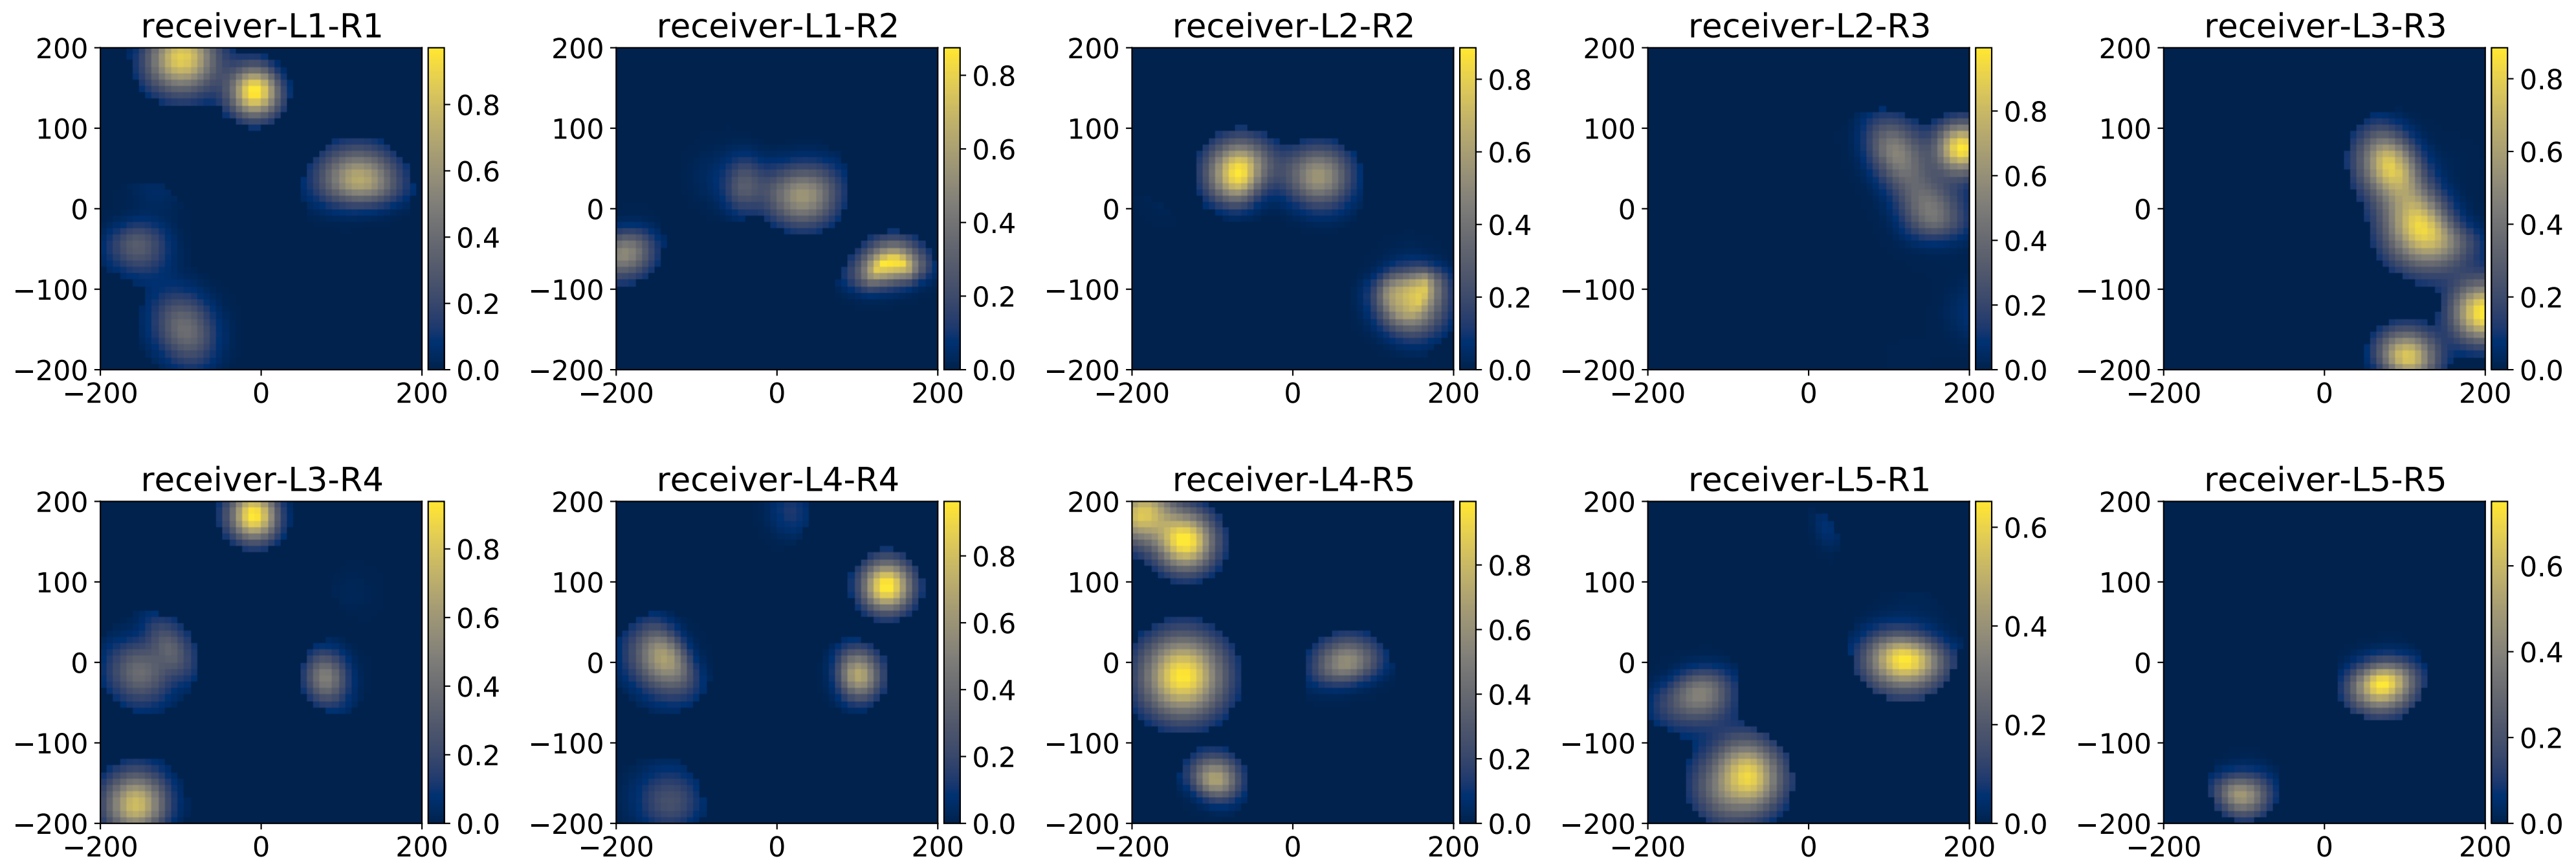 receiver-L1-R1 receiver-L1-R2 receiver-L2-R2 receiver-L2-R3 receiver-L3-R3
200 200 200 200 200
0.8 0.8 0.8 0.8 0.8
100 100 100 100 100
0.6 0.6 0.6 0.6 0.6
0 0 0 0 0
0.4 0.4 0.4 0.4 0.4
−100 −100 −100 −100 −100
0.2 0.2 0.2 0.2 0.2
−200 0.0 −200 0.0 −200 0.0 −200 0.0 −200 0.0
−200 0 200 −200 0 200 −200 0 200 −200 0 200 −200 0 200
receiver-L3-R4 receiver-L4-R4 receiver-L4-R5 receiver-L5-R1 receiver-L5-R5
200 200 200 200 200
0.8 0.8 0.8 0.6 0.6
100 100 100 100 100
0.6 0.6 0.6 0.4 0.4
0 0 0 0 0
0.4 0.4 0.4 0.2 0.2
−100 −100 −100 −100 −100
0.2 0.2 0.2
−200 0.0 −200 0.0 −200 0.0 −200 0.0 −200 0.0
−200 0 200 −200 0 200 −200 0 200 −200 0 200 −200 0 200